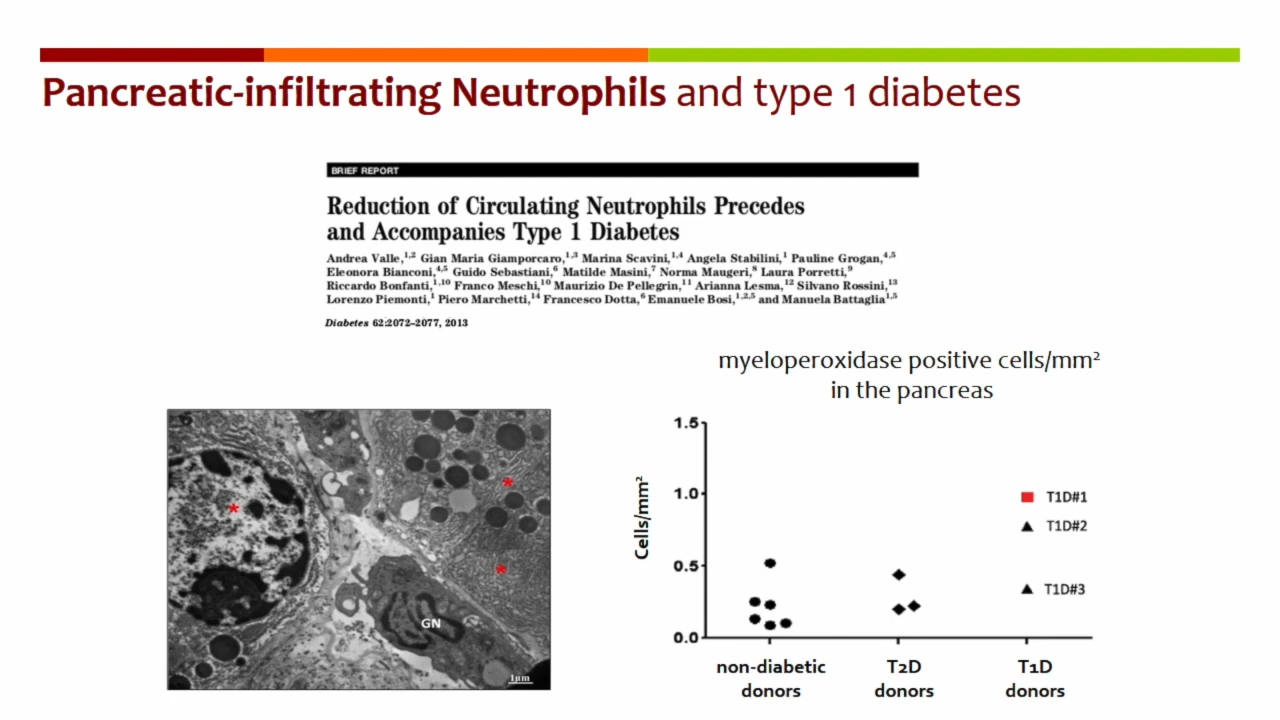 Pancreatic-infiltrating Neutrophils and type 1 diabetes
BRIEF REPORT
Reduction of Circulating Neutrophils Precedes
and Accompanies Type 1 Diabetes
Andrea Valle,1,2 Gian Maria Giamporcaro,1,3 Marina Scavini,1,4 Angela Stabilini,1 Pauline Grogan,4,5
Eleonora Bianconi,4,5 Guido Sebastiani,6 Matilde Masini,7 Norma Maugeri,8 Laura Porretti,9
Riccardo Bonfanti,1,10 Franco Meschi,10 Maurizio De Pellegrin,11 Arianna Lesma,12 Silvano Rossini,13
Lorenzo Piemonti,1 Piero Marchetti,14 Francesco Dotta,6 Emanuele Bosi,1,2,5 and Manuela Battaglia1,5
Diabetes 62:2072–2077, 2013
myeloperoxidase positive cells/mm²
in the pancreas
* 
*
*
GN
1µm
Cells/mm²
1.5
1.0
0.5
0.0
T1D#1
T1D#2
T1D#3
non-diabetic
donors
T2D
donors
T1D
donors